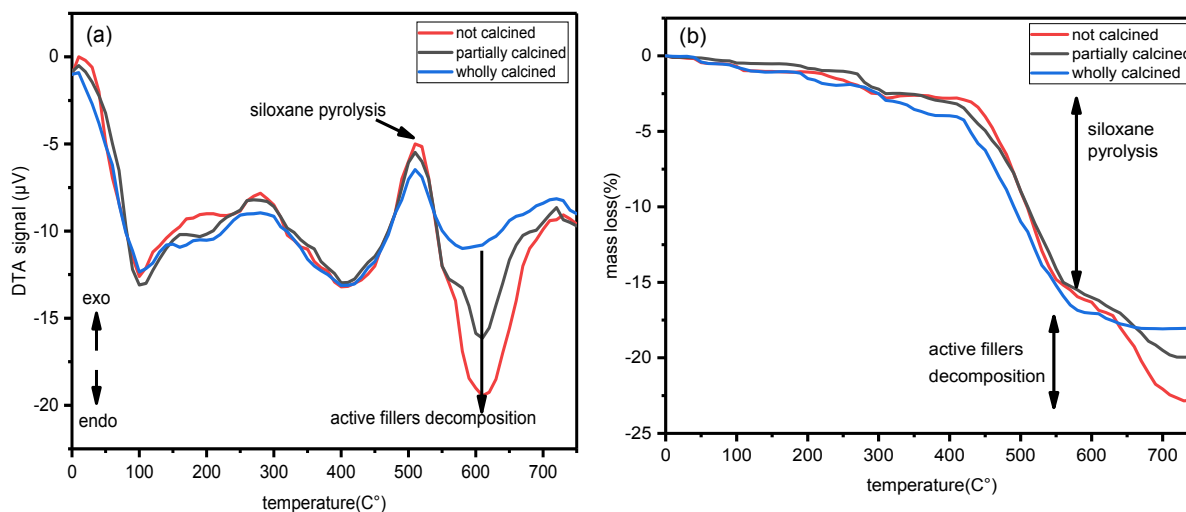 (a)
not calcined
partially calcined
wholly calcined
siloxane pyrolysis
exo
endo
active fillers decomposition
0
-5
-10
-15
-20
DTA signal (µV)
0 100 200 300 400 500 600 700
temperature(C°)
(b)
not calcined
partially calcined
wholly calcined
siloxane
pyrolysis
active fillers
decomposition
0
-5
-10
-15
-20
-25
mass loss(%)
0 100 200 300 400 500 600 700
temperature(C°)